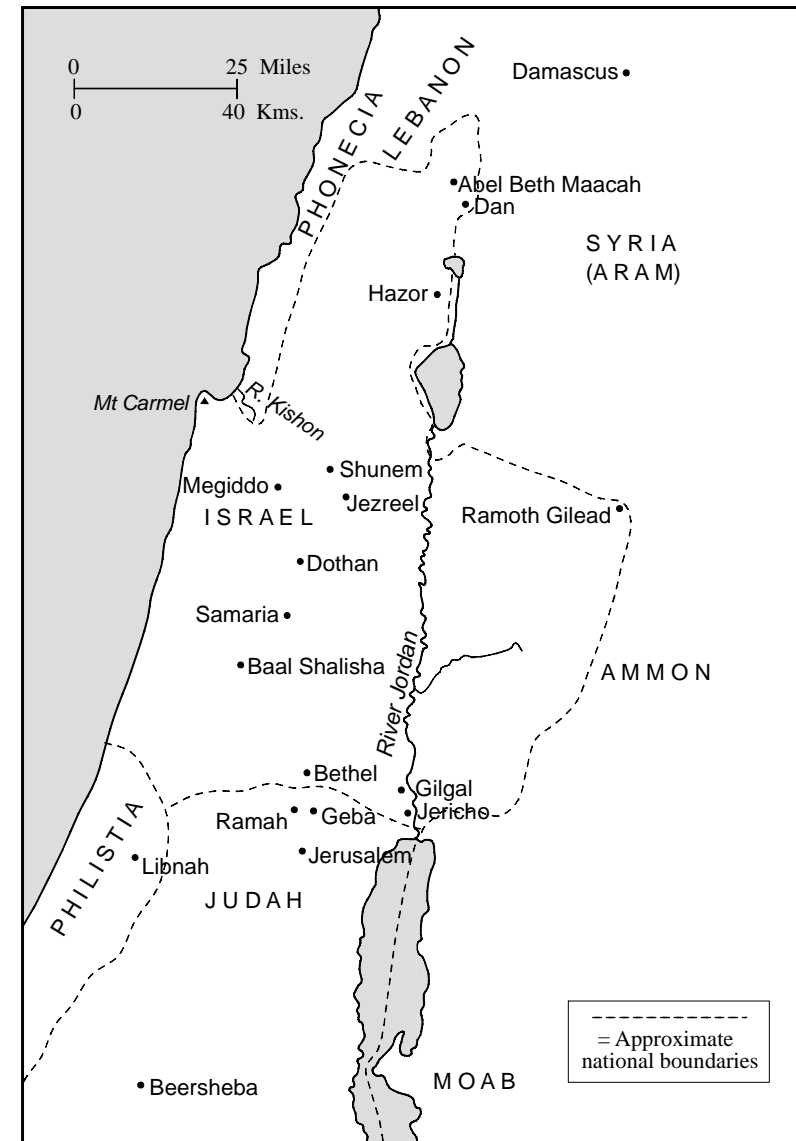 0 25 Miles
0 40 Kms.
PHONECIA
LEBANON
Damascus
Abel Beth Maacah
Dan
SYRIA
(ARAM)
Hazor
Mt Carmel
R. Kishon
Shunem
Megiddo
Jezreel
ISRAEL
Ramoth Gilead
Dothan
Samaria
Baal Shalisha
River Jordan
AMMON
Bethel
Gilgal
Ramah
Geba
Jericho
PHILISTIA
Libnah
Jerusalem
JUDAH
= Approximate
national boundaries
MOAB
Beersheba